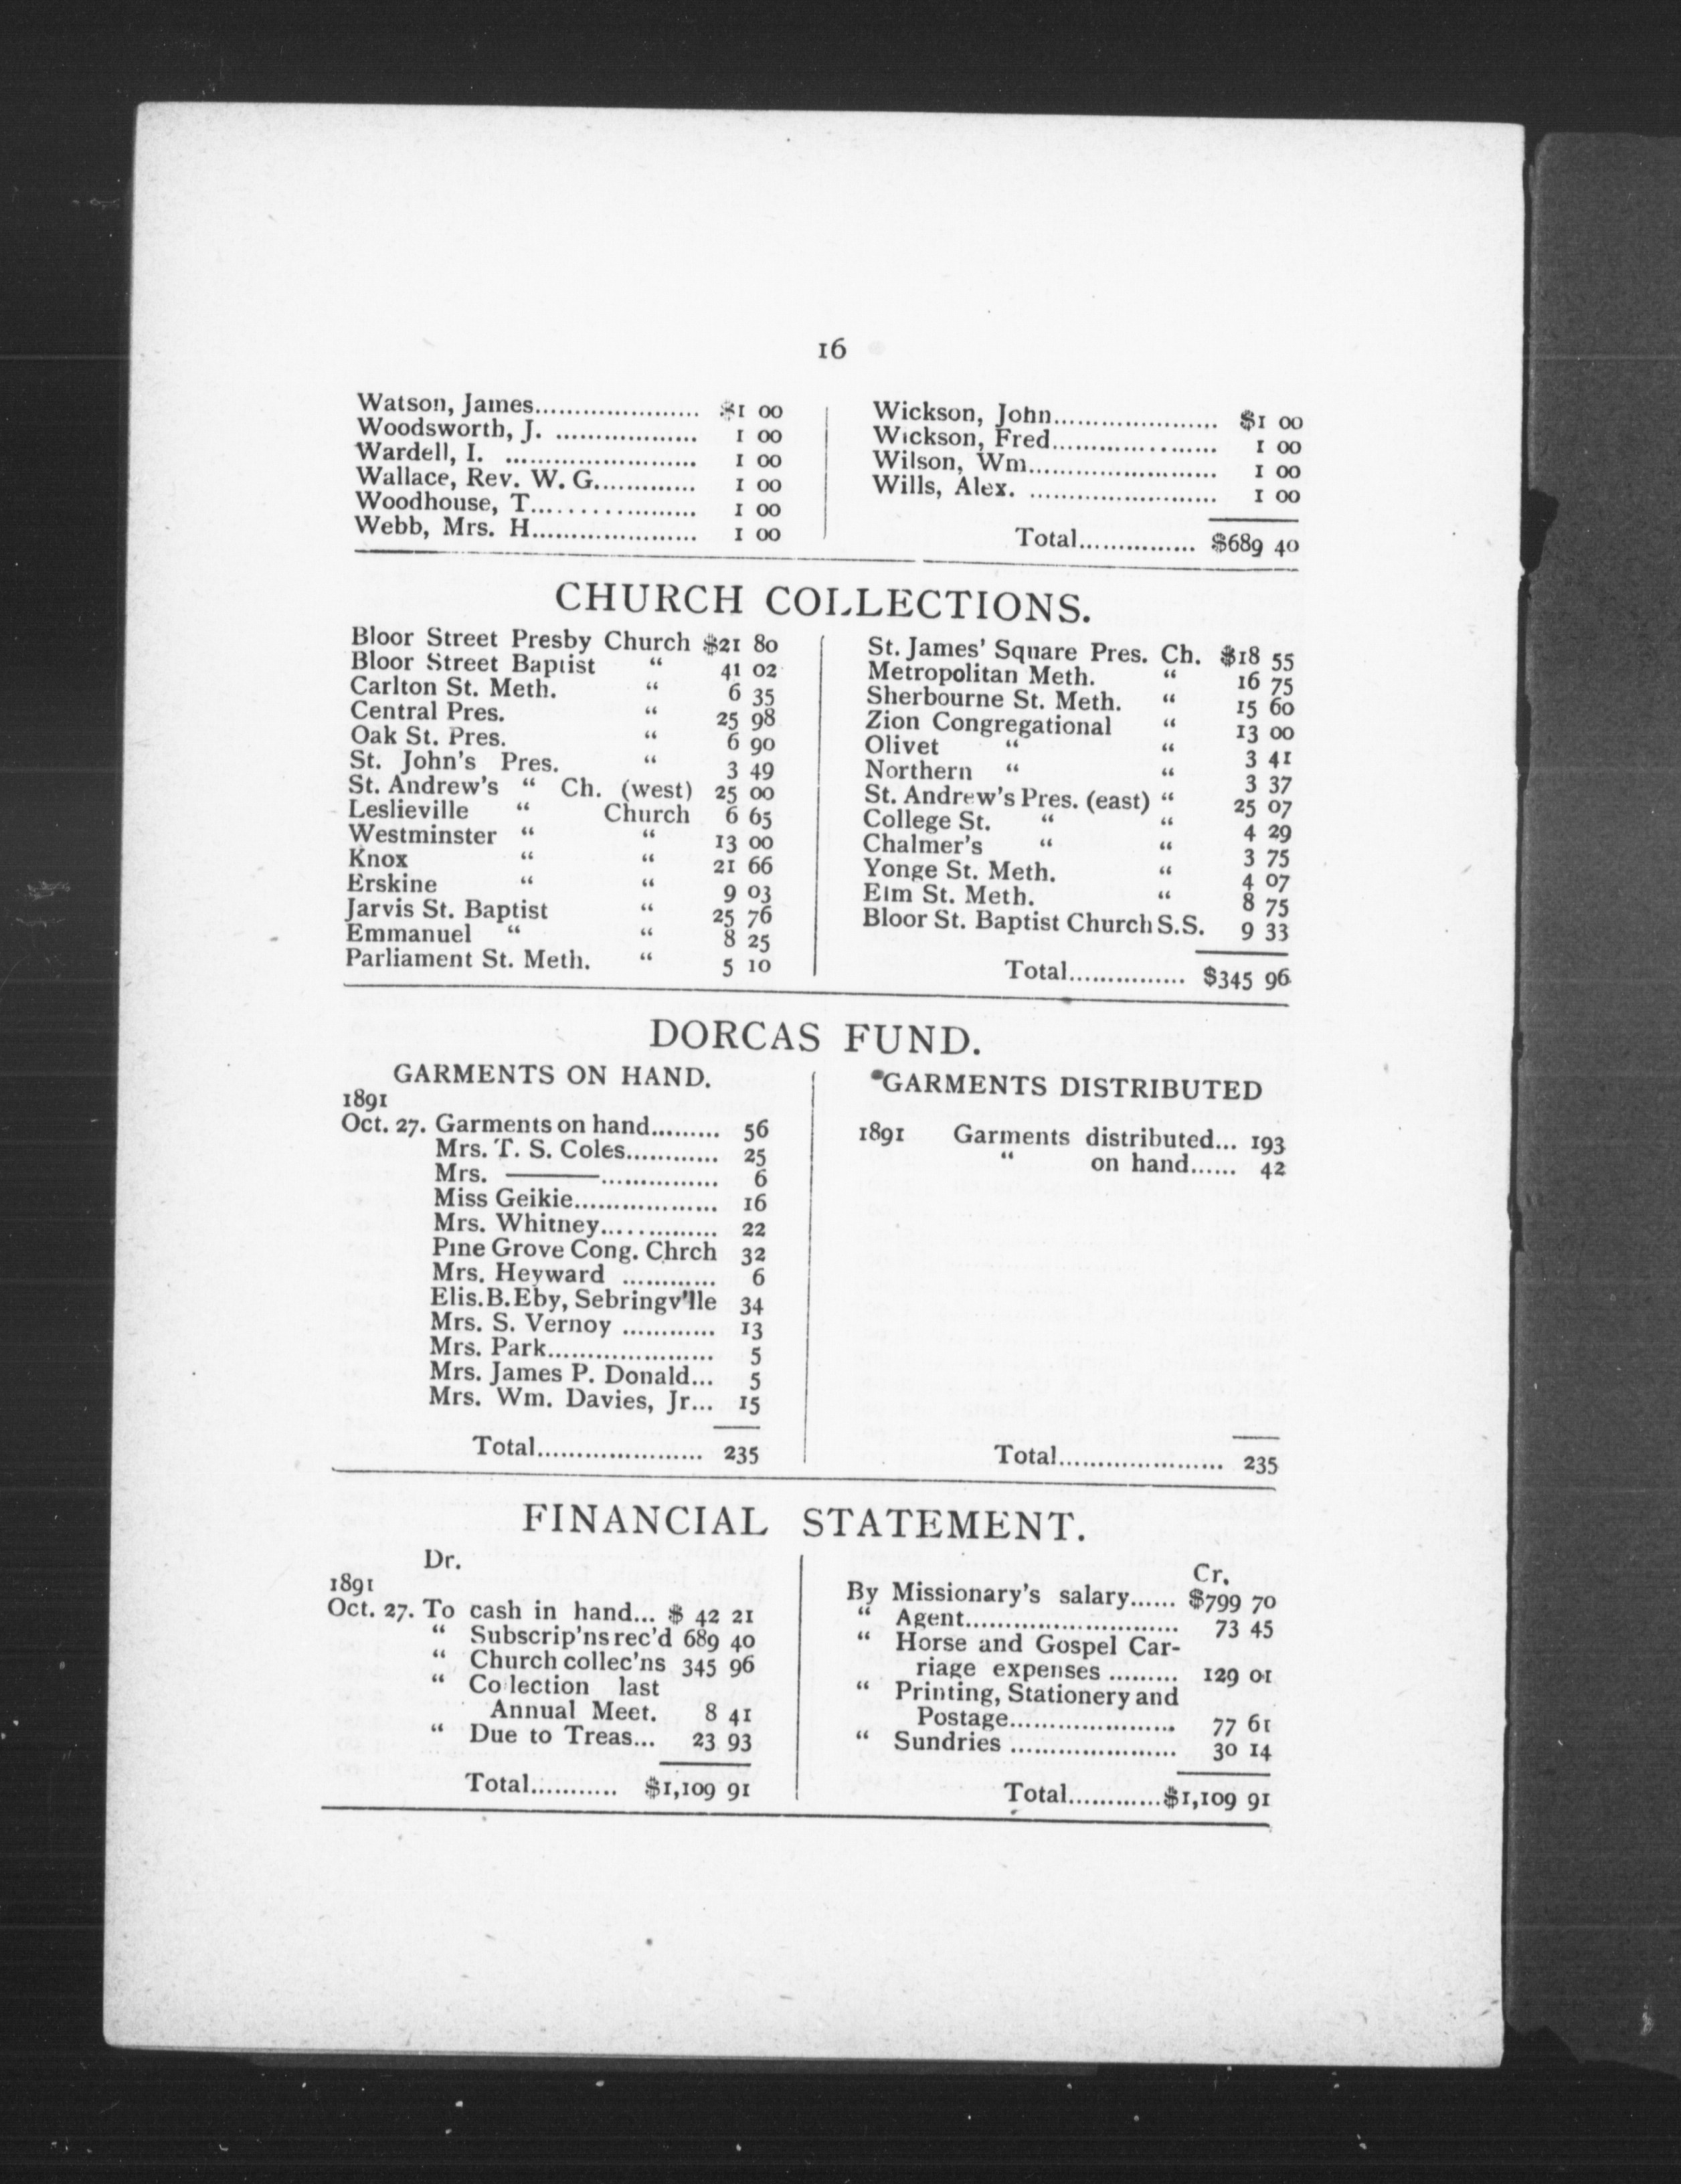 16
Watson, James..................... $1 00
Woodsworth, J. .................. 1 00
Wardell, I. ........................ 1 00
Wallace, Rev. W. G............. 1 00
Woodhouse, T..................... 1 00
Webb, Mrs. H..................... 1 00
Wickson, John..................... $1 00
Wickson, Fred..................... 1 00
Wilson, Wm........................ 1 00
Wills, Alex. ........................ 1 00
Total............... $689 40
CHURCH COLLECTIONS.
Bloor Street Presby Church $21 80
Bloor Street Baptist “ 41 02
Carlton St. Meth. “ 6 35
Central Pres. “ 25 98
Oak St. Pres. “ 6 90
St. John's Pres. “ 3 49
St. Andrew's “ Ch. (west) 25 00
Leslieville “ Church 6 65
Westminster “ “ 13 00
Knox “ “ 21 66
Erskine “ “ 9 03
Jarvis St. Baptist “ 25 76
Emmanuel “ “ 8 25
Parliament St. Meth. “ 5 10
St. James' Square Pres. Ch. $18 55
Metropolitan Meth. “ 16 75
Sherbourne St. Meth. “ 15 60
Zion Congregational “ 13 00
Olivet “ “ 3 41
Northern “ “ 3 37
St. Andrew's Pres. (east) “ 25 07
College St. “ “ 4 29
Chalmer's “ “ 3 75
Yonge St. Meth. “ 4 07
Elm St. Meth. “ 8 75
Bloor St. Baptist Church S.S. 9 33
Total............... $345 96
DORCAS FUND.
GARMENTS ON HAND.
1891
Oct. 27. Garments on hand......... 56
Mrs. T. S. Coles............ 25
Mrs. ———............... 6
Miss Geikie.................. 16
Mrs. Whitney............... 22
Pine Grove Cong. Chrch 32
Mrs. Heyward ............ 6
Elis. B. Eby, Sebringv'lle 34
Mrs. S. Vernoy ............ 13
Mrs. Park..................... 5
Mrs. James P. Donald... 5
Mrs. Wm. Davies, Jr... 15
Total..................... 235
GARMENTS DISTRIBUTED
1891 Garments distributed... 193
“ on hand...... 42
Total..................... 235
FINANCIAL STATEMENT.
Dr.
1891
Oct. 27. To cash in hand... $ 42 21
“ Subscrip'ns rec'd 689 40
“ Church collec'ns 345 96
“ Collection last
Annual Meet. 8 41
“ Due to Treas... 23 93
Total........... $1,109 91
Cr.
By Missionary's salary...... $799 70
“ Agent........................... 73 45
“ Horse and Gospel Car-
riage expenses ......... 129 01
“ Printing, Stationery and
Postage..................... 77 61
“ Sundries ..................... 30 14
Total............$1,109 91